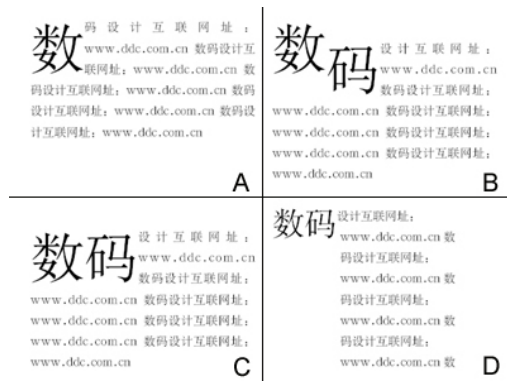 数
码设计互联网址：
www.ddc.com.cn 数码设计互
联网址：www.ddc.com.cn 数
码设计互联网址：www.ddc.com.cn 数码
设计互联网址：www.ddc.com.cn 数码设
计互联网址：www.ddc.com.cn
A
数码
设计互联网址：
www.ddc.com.cn
数码设计互联网址：
www.ddc.com.cn 数码设计互联网址：
www.ddc.com.cn 数码设计互联网址：
www.ddc.com.cn 数码设计互联网址：
www.ddc.com.cn
B
数码
设计互联网址：
www.ddc.com.cn
数码设计互联网址：
www.ddc.com.cn 数码设计互联网址：
www.ddc.com.cn 数码设计互联网址：
www.ddc.com.cn 数码设计互联网址：
www.ddc.com.cn
C
数码设计互联网址：
www.ddc.com.cn 数
码设计互联网址：
www.ddc.com.cn 数
码设计互联网址：
www.ddc.com.cn 数
码设计互联网址：
www.ddc.com.cn 数
D